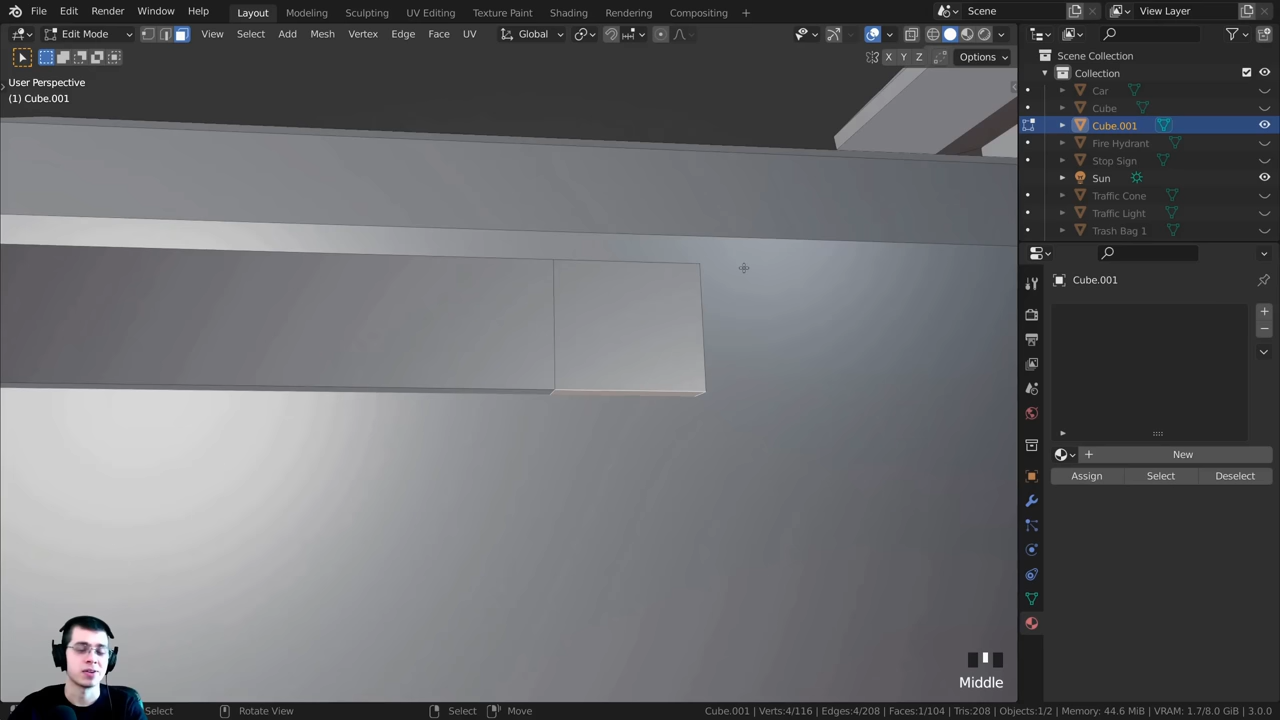 File Edit Render Window Help Layout Modeling Sculpting UV Editing Texture Paint Shading Rendering Compositing + Scene View Layer
Edit Mode View Select Add Mesh Vertex Edge Face UV Global
X Y Z Options
User Perspective
(1) Cube.001
Scene Collection
Collection
Car
Cube
Cube.001
Fire Hydrant
Stop Sign
Sun
Traffic Cone
Traffic Light
Trash Bag 1
Cube.001
New
Assign Select Deselect
Middle
Select Rotate View Select Move Cube.001 | Verts:4/116 | Edges:4/208 | Faces:1/104 | Tris:208 | Objects:1/2 | Memory: 44.6 MiB | VRAM: 1.7/8.0 GiB | 3.0.0